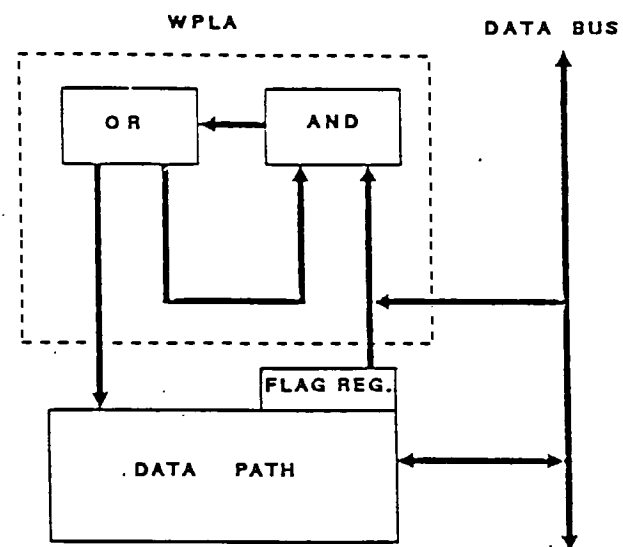 WPLA
DATA BUS
OR
AND
FLAG REG.
DATA PATH